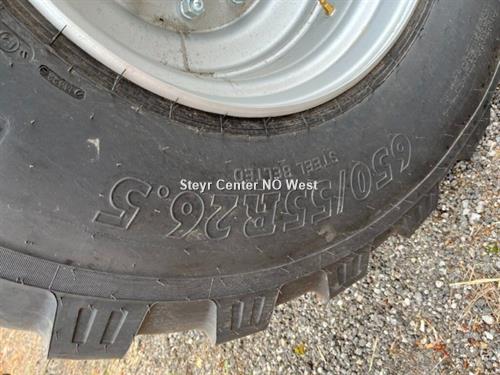 Steyr Center NÖ West
STEEL BELTED
650/55R26.5